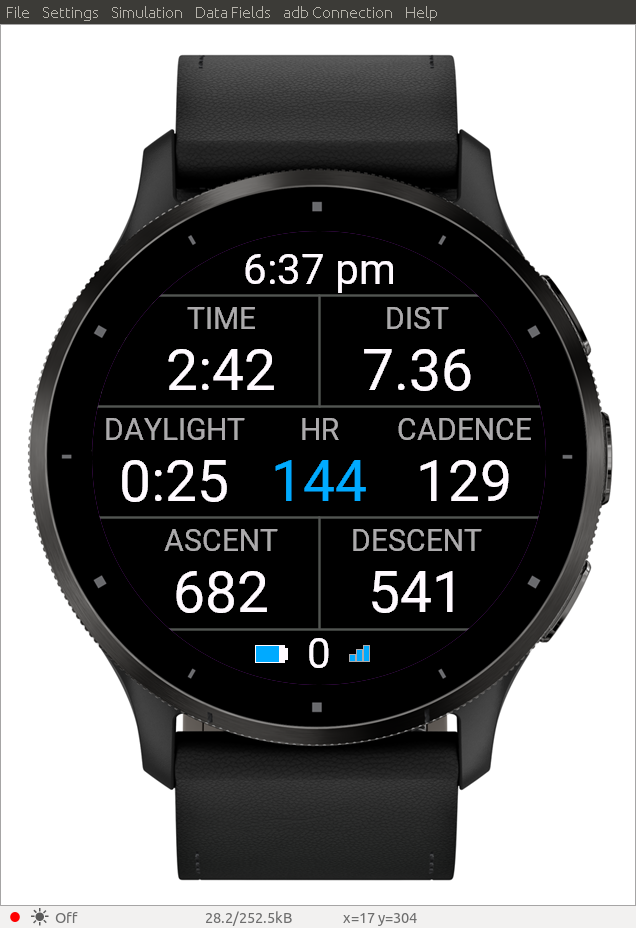 File Settings Simulation Data Fields adb Connection Help
6:37 pm
TIME DIST
2:42 7.36
DAYLIGHT HR CADENCE
0:25 144 129
ASCENT DESCENT
682 541
0
Off 28.2/252.5kB x=17 y=304